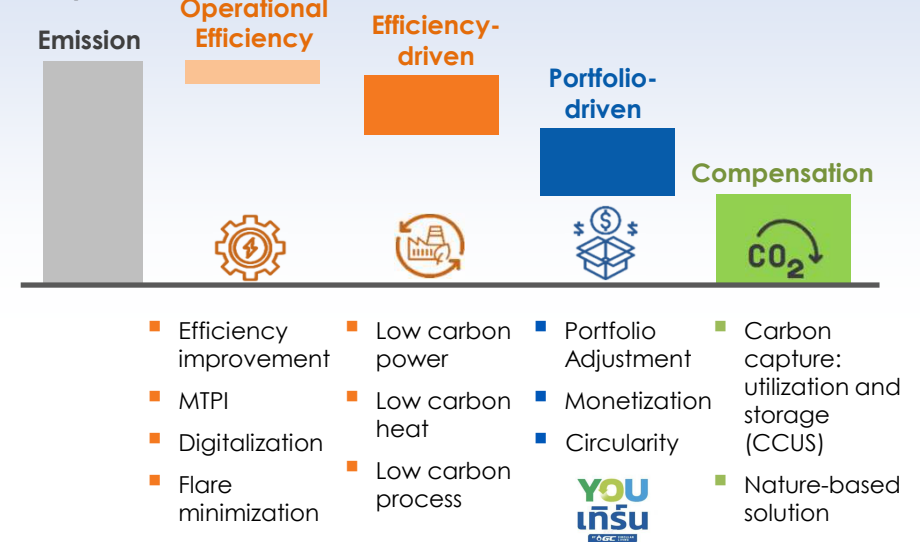 Emission
Operational
Efficiency
Efficiency-
driven
Portfolio-
driven
Compensation
CO2
Efficiency
improvement
MTPI
Digitalization
Flare
minimization
Low carbon
power
Low carbon
heat
Low carbon
process
Portfolio
Adjustment
Monetization
Circularity
YOU
เทิร์น
GC
Carbon
capture:
utilization and
storage
(CCUS)
Nature-based
solution